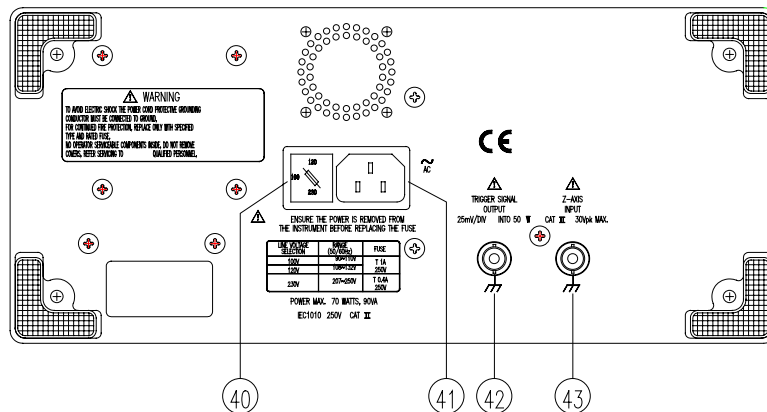 WARNING
TO AVOID ELECTRIC SHOCK THE POWER CORD PROTECTIVE GROUNDING
CONDUCTOR MUST BE CONNECTED TO GROUND,
FOR CONTINUED FIRE PROTECTION, REPLACE ONLY WITH SPECIFIED
TYPE AND RATED FUSE,
NO OPERATOR SERVICEABLE COMPONENTS INSIDE, DO NOT REMOVE
COVERS, REFER SERVICING TO QUALIFIED PERSONNEL,
120
100
230
~
AC
CE
ENSURE THE POWER IS REMOVED FROM
THE INSTRUMENT BEFORE REPLACING THE FUSE
LINE VOLTAGE SELECTION RANGE (50/60Hz) FUSE
100V 90~110V T 1A 250V
120V 108~132V
230V 207~250V T 0.4A 250V
POWER MAX. 70 WATTS, 90VA
IEC1010 250V CAT II
TRIGGER SIGNAL
OUTPUT
25mV/DIV INTO 50 W
Z-AXIS
INPUT
CAT II 30Vpk MAX.
40
41
42
43